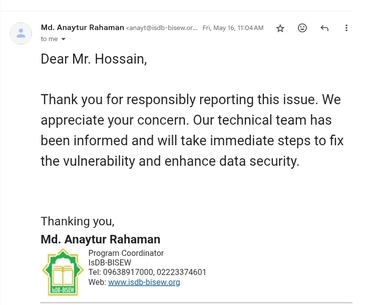 Md. Anaytur Rahaman <anayt@isdb-bisew.or... Fri, May 16, 11:04 AM
to me
Dear Mr. Hossain,
Thank you for responsibly reporting this issue. We
appreciate your concern. Our technical team has
been informed and will take immediate steps to fix
the vulnerability and enhance data security.
Thanking you,
Md. Anaytur Rahaman
Program Coordinator
IsDB-BISEW
Tel: 09638917000, 02223374601
Web: www.isdb-bisew.org